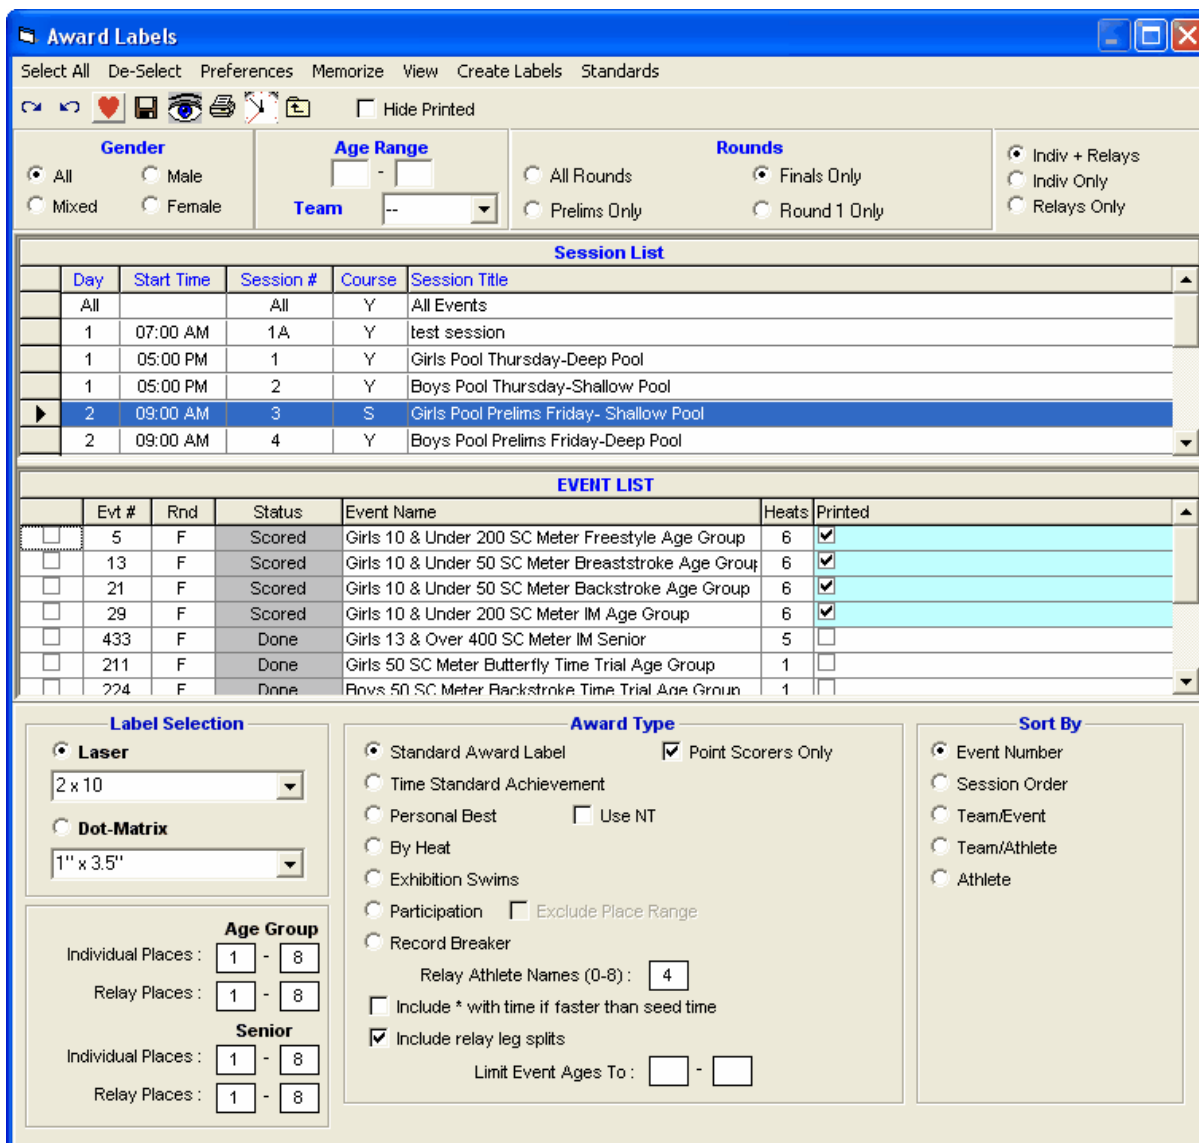 Award Labels
Select All De-Select Preferences Memorize View Create Labels Standards
Hide Printed
Gender
All Male
Mixed Female
Age Range
-
Team --
Rounds
All Rounds Finals Only
Prelims Only Round 1 Only
Indiv + Relays
Indiv Only
Relays Only
Session List
Day Start Time Session # Course Session Title
All All Y All Events
1 07:00 AM 1A Y test session
1 05:00 PM 1 Y Girls Pool Thursday-Deep Pool
1 05:00 PM 2 Y Boys Pool Thursday-Shallow Pool
2 09:00 AM 3 S Girls Pool Prelims Friday- Shallow Pool
2 09:00 AM 4 Y Boys Pool Prelims Friday-Deep Pool
EVENT LIST
Evt # Rnd Status Event Name Heats Printed
5 F Scored Girls 10 & Under 200 SC Meter Freestyle Age Group 6
13 F Scored Girls 10 & Under 50 SC Meter Breaststroke Age Group 6
21 F Scored Girls 10 & Under 50 SC Meter Backstroke Age Group 6
29 F Scored Girls 10 & Under 200 SC Meter IM Age Group 6
433 F Done Girls 13 & Over 400 SC Meter IM Senior 5
211 F Done Girls 50 SC Meter Butterfly Time Trial Age Group 1
224 F Done Boys 50 SC Meter Backstroke Time Trial Age Group 1
Label Selection
Laser
2 x 10
Dot-Matrix
1" x 3.5"
Age Group
Individual Places : 1 - 8
Relay Places : 1 - 8
Senior
Individual Places : 1 - 8
Relay Places : 1 - 8
Award Type
Standard Award Label Point Scorers Only
Time Standard Achievement
Personal Best Use NT
By Heat
Exhibition Swims
Participation Exclude Place Range
Record Breaker
Relay Athlete Names (0-8) : 4
Include * with time if faster than seed time
Include relay leg splits
Limit Event Ages To : -
Sort By
Event Number
Session Order
Team/Event
Team/Athlete
Athlete